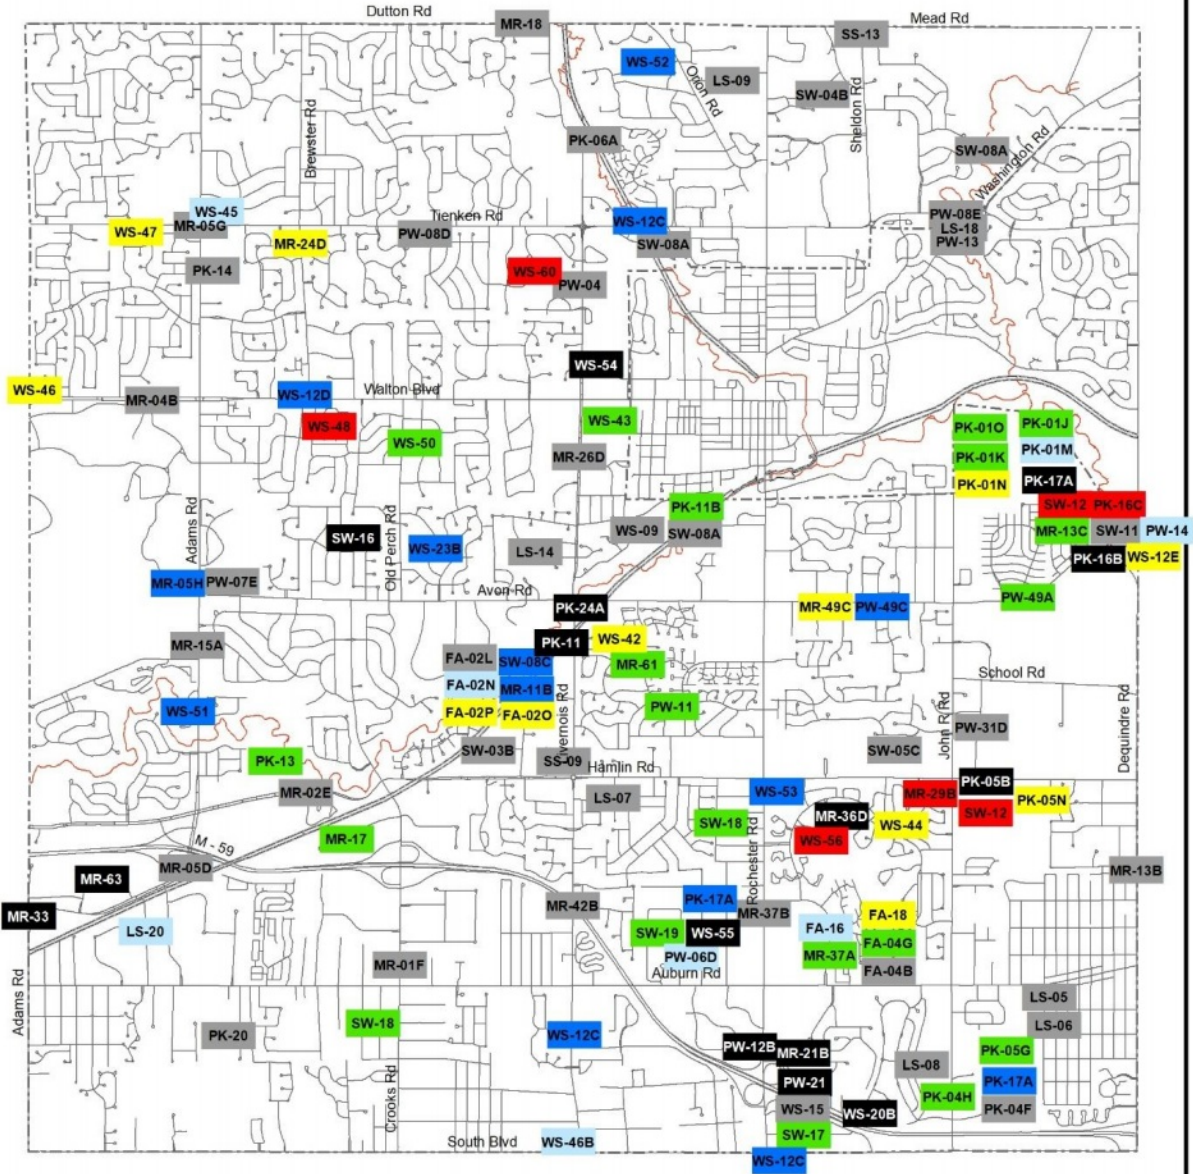 Dutton Rd
MR-18
Mead Rd
SS-13
WS-52
LS-09
Orion Rd
SW-04B
Sheldon Rd
Brewster Rd
PK-06A
SW-08A
Washington Rd
WS-45
MR-05G
WS-47
MR-24D
Tienken Rd
PW-08D
WS-12C
SW-08A
PW-08E
LS-18
PW-13
PK-14
WS-60
PW-04
WS-54
WS-46
MR-04B
WS-12D
Walton Blvd
WS-48
WS-50
WS-43
MR-26D
PK-01O
PK-01J
PK-01K
PK-01M
PK-01N
PK-17A
SW-12
PK-16C
PK-11B
Adams Rd
SW-16
Old Perch Rd
WS-23B
LS-14
WS-09
SW-08A
MR-13C
SW-11
PW-14
PK-16B
WS-12E
MR-05H
PW-07E
Avon Rd
PK-24A
MR-49C
PW-49C
PW-49A
MR-15A
PK-11
WS-42
FA-02L
SW-08C
MR-61
School Rd
FA-02N
MR-11B
FA-02P
FA-02O
WS-51
Livernois Rd
PW-11
John R Rd
PW-31D
Dequindre Rd
PK-13
SW-03B
SS-09
Hamlin Rd
SW-05C
MR-02E
LS-07
WS-53
MR-29B
PK-05B
SW-12
PK-05N
MR-17
SW-18
Rochester Rd
MR-36D
WS-56
WS-44
M - 59
MR-05D
MR-63
MR-13B
MR-33
LS-20
MR-42B
PK-17A
MR-37B
SW-19
WS-55
FA-16
FA-18
FA-04G
MR-37A
FA-04B
PW-06D
Auburn Rd
MR-01F
Adams Rd
PK-20
SW-18
WS-12C
LS-05
LS-06
PW-12B
MR-21B
PK-05G
LS-08
PW-21
PK-17A
PK-04H
PK-04F
WS-15
WS-20B
Crooks Rd
SW-17
South Blvd
WS-46B
WS-12C